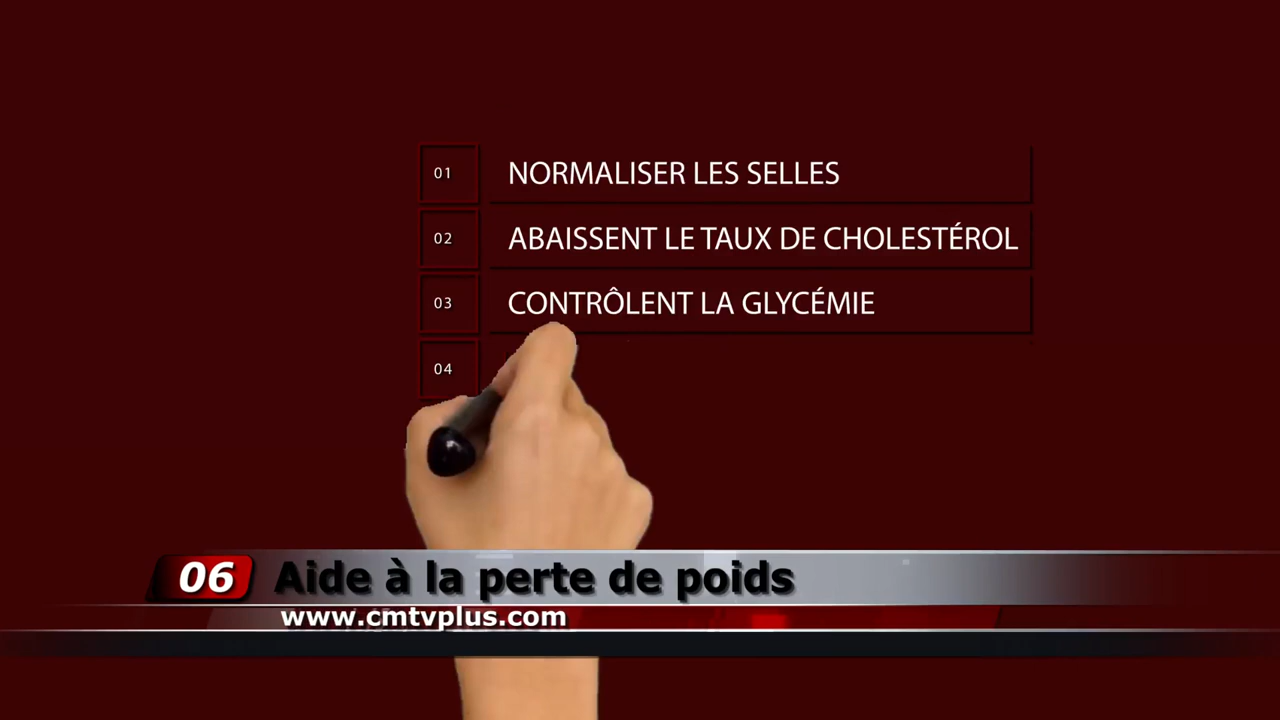 01 NORMALISER LES SELLES
02 ABAISSENT LE TAUX DE CHOLESTÉROL
03 CONTRÔLENT LA GLYCÉMIE
04
06 Aide à la perte de poids
www.cmtvplus.com